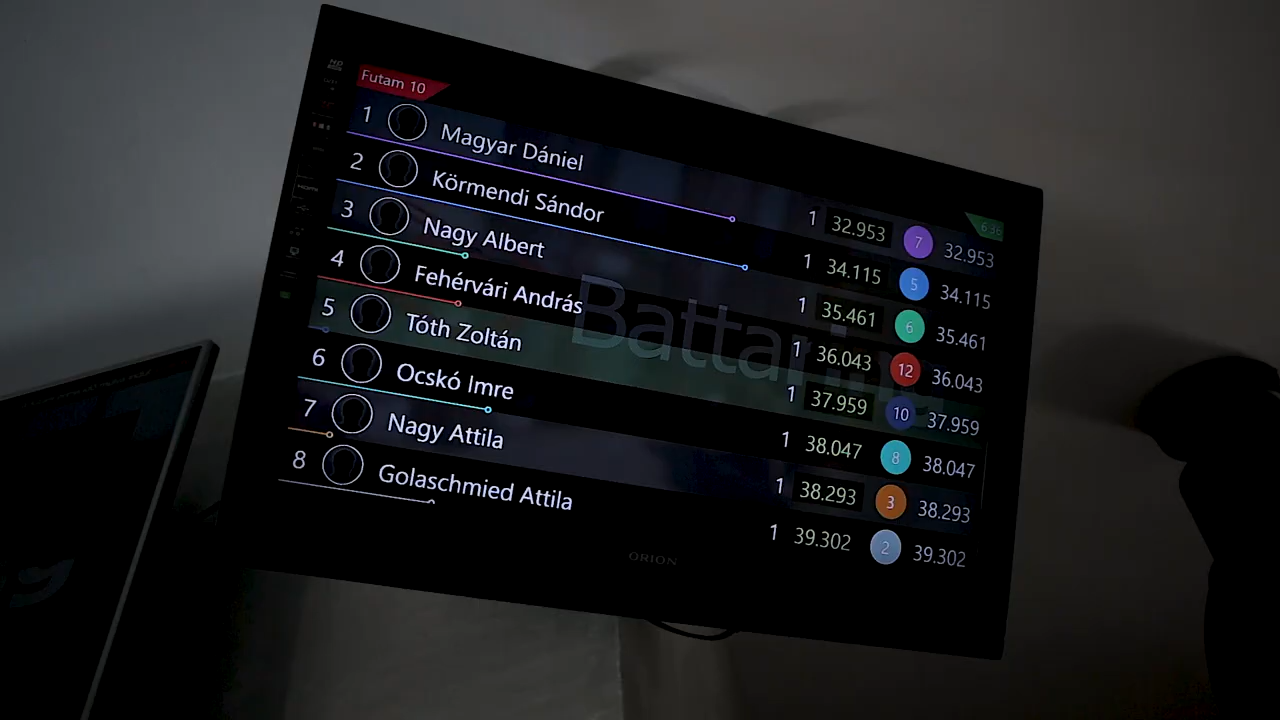 Futam 10
6:36
1 Magyar Dániel 1 32.953 7 32.953
2 Körmendi Sándor 1 34.115 5 34.115
3 Nagy Albert 1 35.461 6 35.461
4 Fehérvári András 1 36.043 12 36.043
5 Tóth Zoltán 1 37.959 10 37.959
6 Ocskó Imre 1 38.047 8 38.047
7 Nagy Attila 1 38.293 3 38.293
8 Golaschmied Attila 1 39.302 2 39.302
ORION